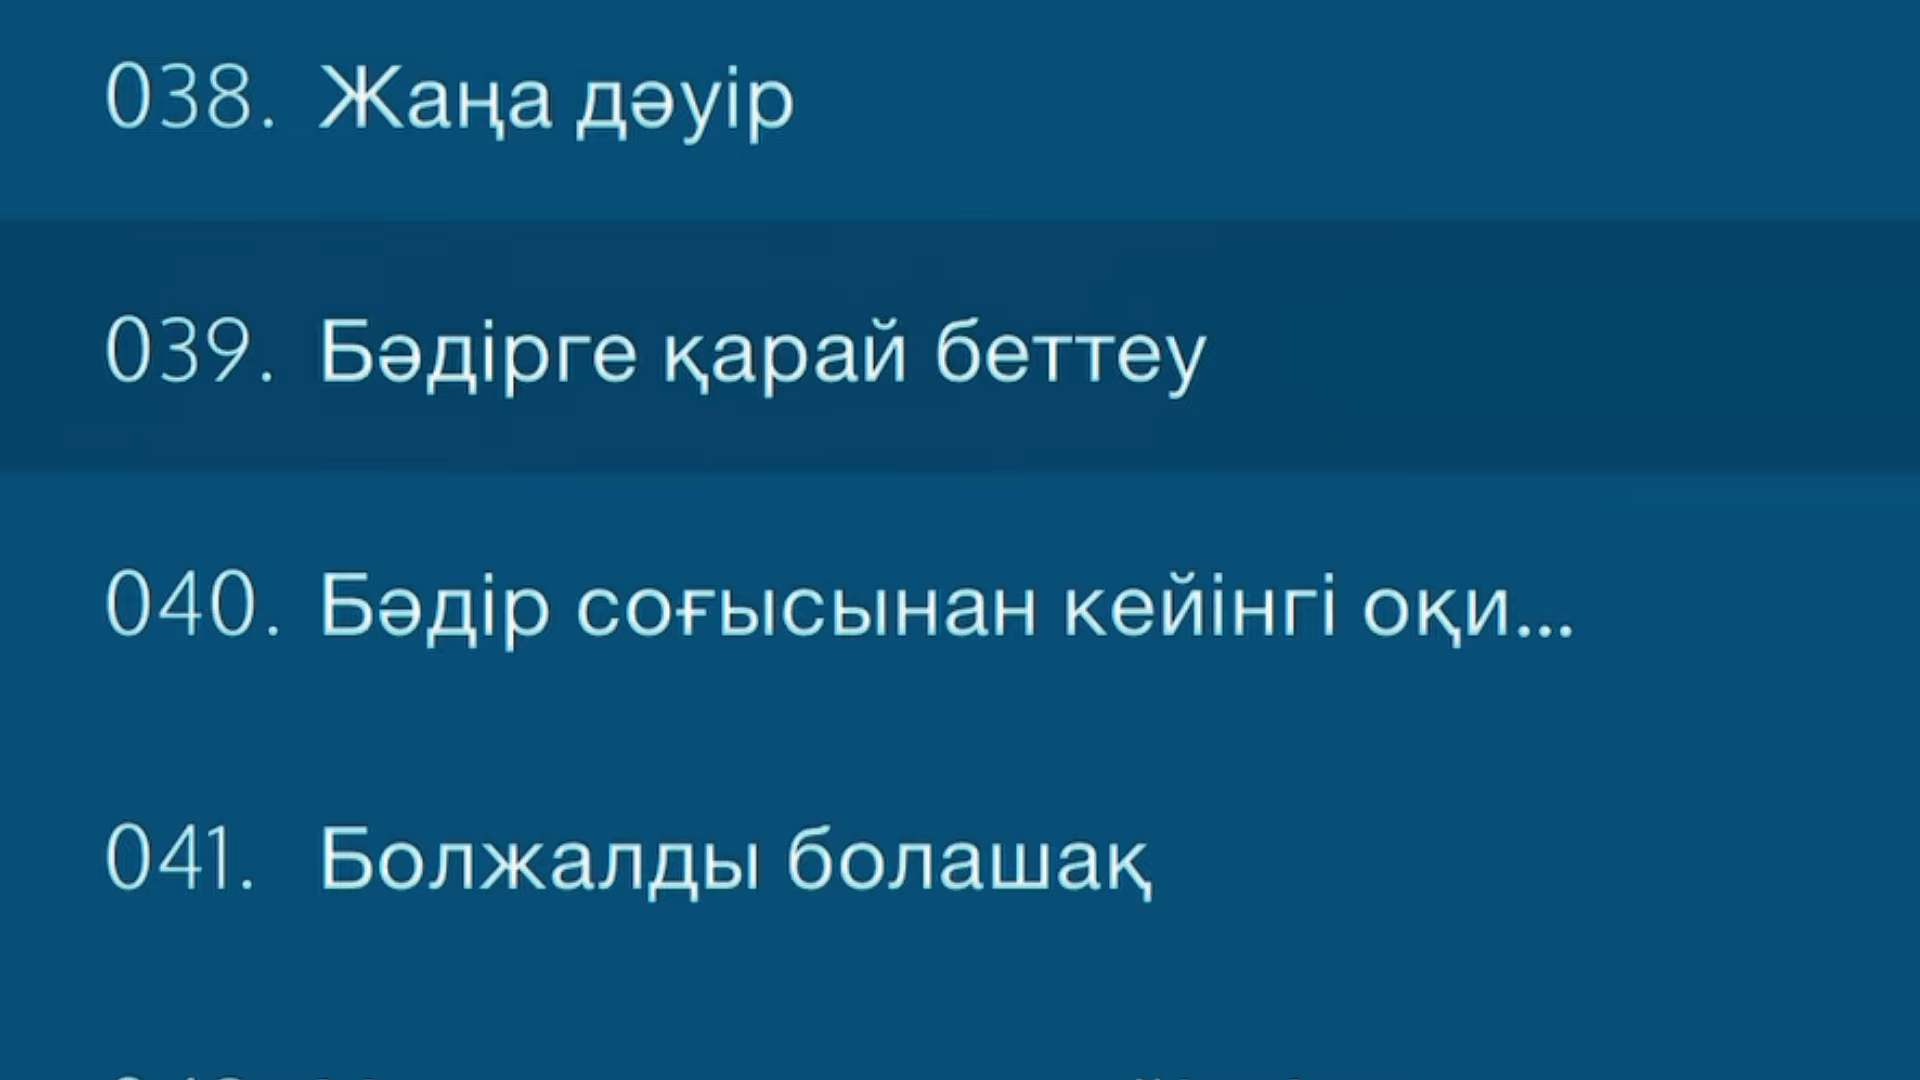 038. Жаңа дәуір
039. Бәдірге қарай беттеу
040. Бәдір соғысынан кейінгі оқи...
041. Болжалды болашақ